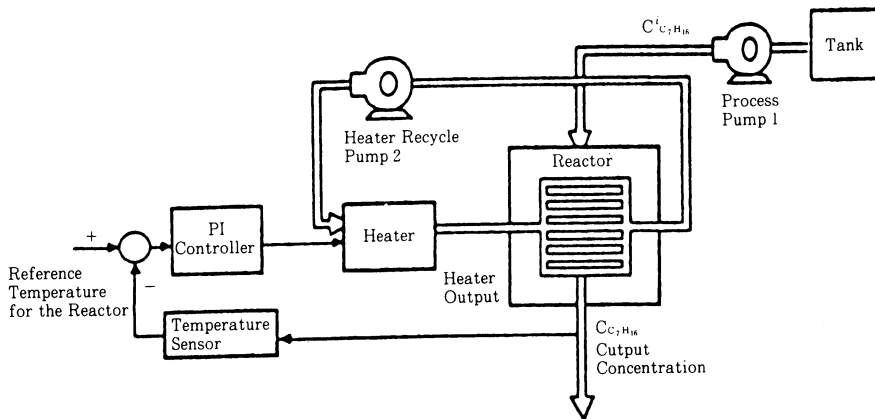 C^i_{C₇H₁₆}
Tank
Process
Pump 1
Heater Recycle
Pump 2
Reactor
+
PI
Controller
Heater
−
Reference
Temperature
for the Reactor
Heater
Output
Temperature
Sensor
C_{C₇H₁₆}
Cutput
Concentration